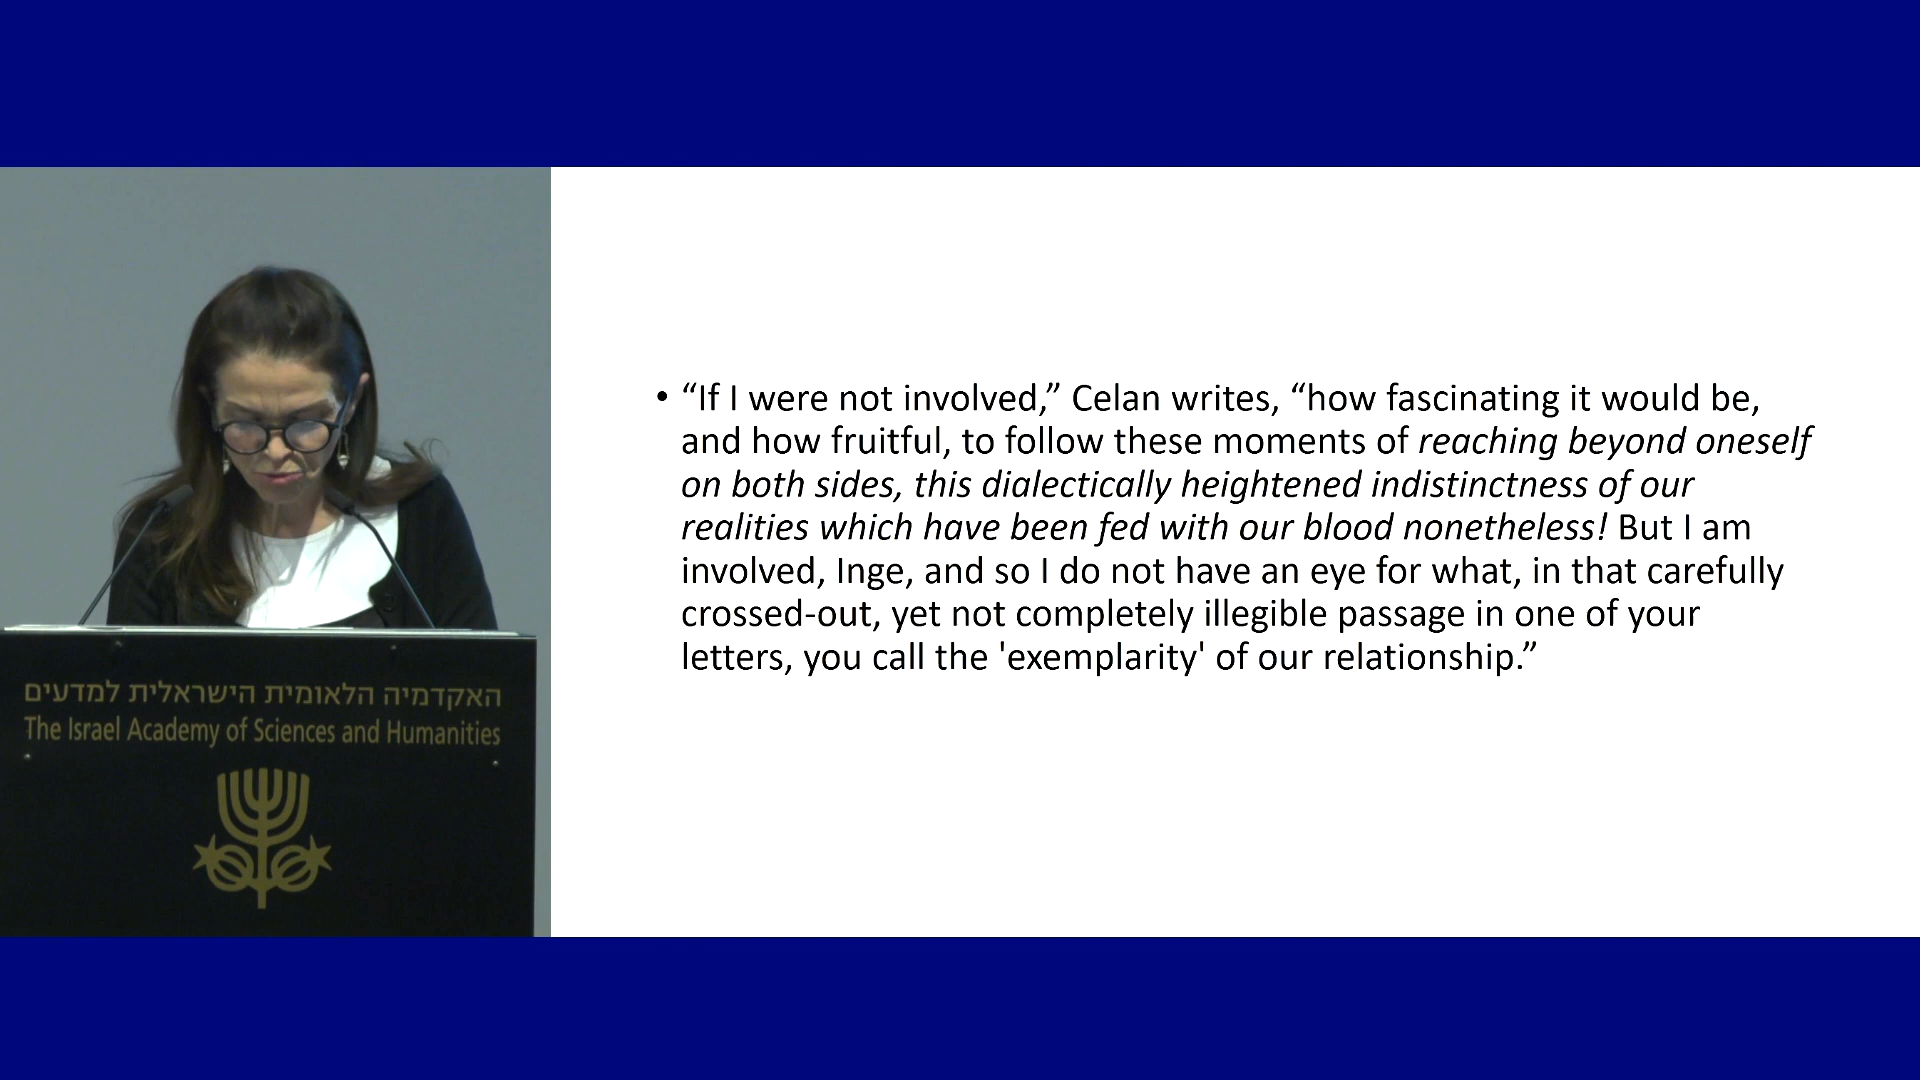 האקדמיה הלאומית הישראלית למדעים
The Israel Academy of Sciences and Humanities
• “If I were not involved,” Celan writes, “how fascinating it would be,
and how fruitful, to follow these moments of reaching beyond oneself
on both sides, this dialectically heightened indistinctness of our
realities which have been fed with our blood nonetheless! But I am
involved, Inge, and so I do not have an eye for what, in that carefully
crossed-out, yet not completely illegible passage in one of your
letters, you call the 'exemplarity' of our relationship.”